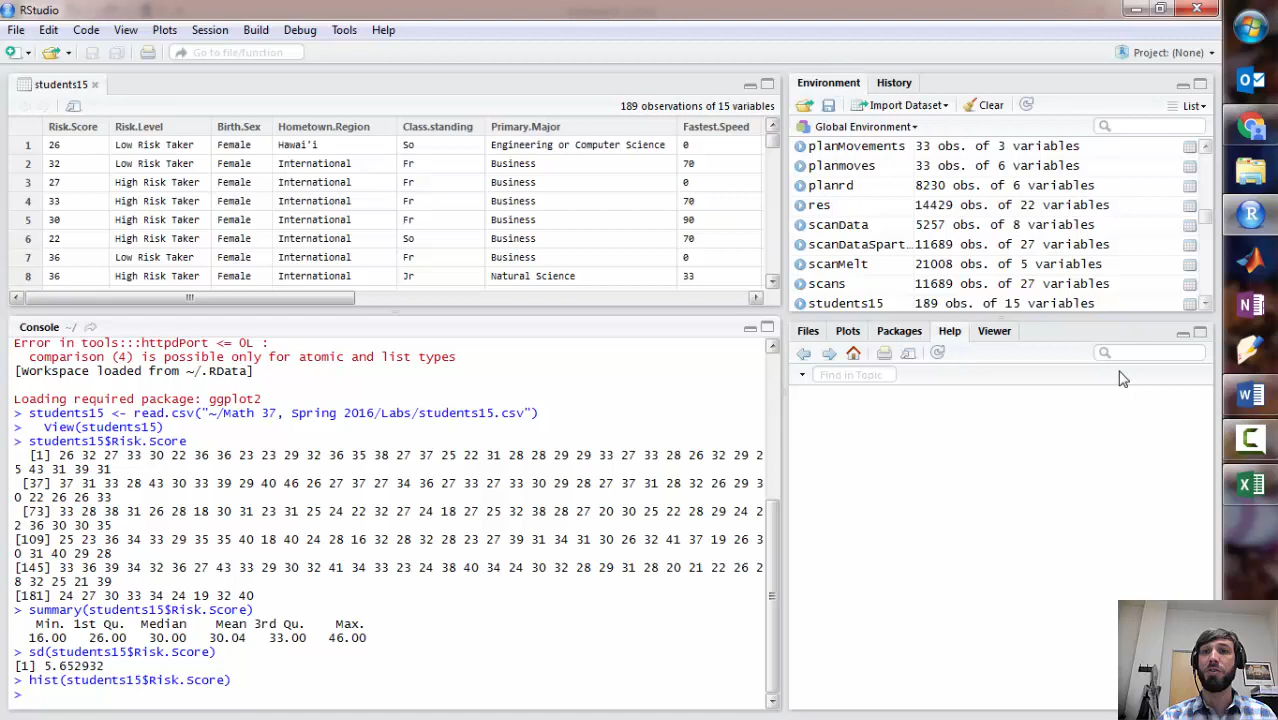 RStudio
File Edit Code View Plots Session Build Debug Tools Help
Go to file/function
Project: (None)
students15
189 observations of 15 variables
Risk.Score Risk.Level Birth.Sex Hometown.Region Class.standing Primary.Major Fastest.Speed
1 26 Low Risk Taker Female Hawai'i So Engineering or Computer Science 0
2 32 Low Risk Taker Female International Fr Business 70
3 27 High Risk Taker Female International Fr Business 0
4 33 High Risk Taker Female International Fr Business 70
5 30 High Risk Taker Female International Fr Business 90
6 22 High Risk Taker Female International So Business 70
7 36 Low Risk Taker Female International Fr Business 0
8 36 High Risk Taker Female International Jr Natural Science 33
Environment History
Import Dataset Clear List
Global Environment
planMovements 33 obs. of 3 variables
planmoves 33 obs. of 6 variables
planrd 8230 obs. of 6 variables
res 14429 obs. of 22 variables
scanData 5257 obs. of 8 variables
scanDataSpart... 11689 obs. of 27 variables
scanMelt 21008 obs. of 5 variables
scans 11689 obs. of 27 variables
students15 189 obs. of 15 variables
Files Plots Packages Help Viewer
Find in Topic
Console ~/
Error in tools:::httpdPort <= 0L :
comparison (4) is possible only for atomic and list types
[Workspace loaded from ~/.RData]
Loading required package: ggplot2
> students15 <- read.csv("~/Math 37, Spring 2016/Labs/students15.csv")
> View(students15)
> students15$Risk.Score
[1] 26 32 27 33 30 22 36 36 23 23 29 32 36 35 38 27 37 25 22 31 28 28 29 29 33 27 33 28 26 32 29 2
5 43 31 39 31
[37] 37 31 33 28 43 30 33 39 29 40 46 26 27 37 27 34 36 27 33 27 33 30 29 28 27 37 31 28 32 26 29 3
0 22 26 26 33
[73] 33 28 38 31 26 28 18 30 31 23 31 25 24 22 32 27 24 18 27 25 32 38 28 27 20 30 25 22 28 29 24 2
2 36 30 30 35
[109] 25 23 36 34 33 29 35 35 40 18 40 24 28 16 32 28 32 28 23 27 39 31 34 31 30 26 32 41 37 19 26 3
0 31 40 29 28
[145] 33 36 39 34 32 36 27 43 33 29 30 32 41 34 33 23 24 38 40 34 24 30 32 28 29 31 28 20 21 22 26 2
8 32 25 21 39
[181] 24 27 30 33 34 24 19 32 40
> summary(students15$Risk.Score)
Min. 1st Qu. Median Mean 3rd Qu. Max.
16.00 26.00 30.00 30.04 33.00 46.00
> sd(students15$Risk.Score)
[1] 5.652932
> hist(students15$Risk.Score)
>